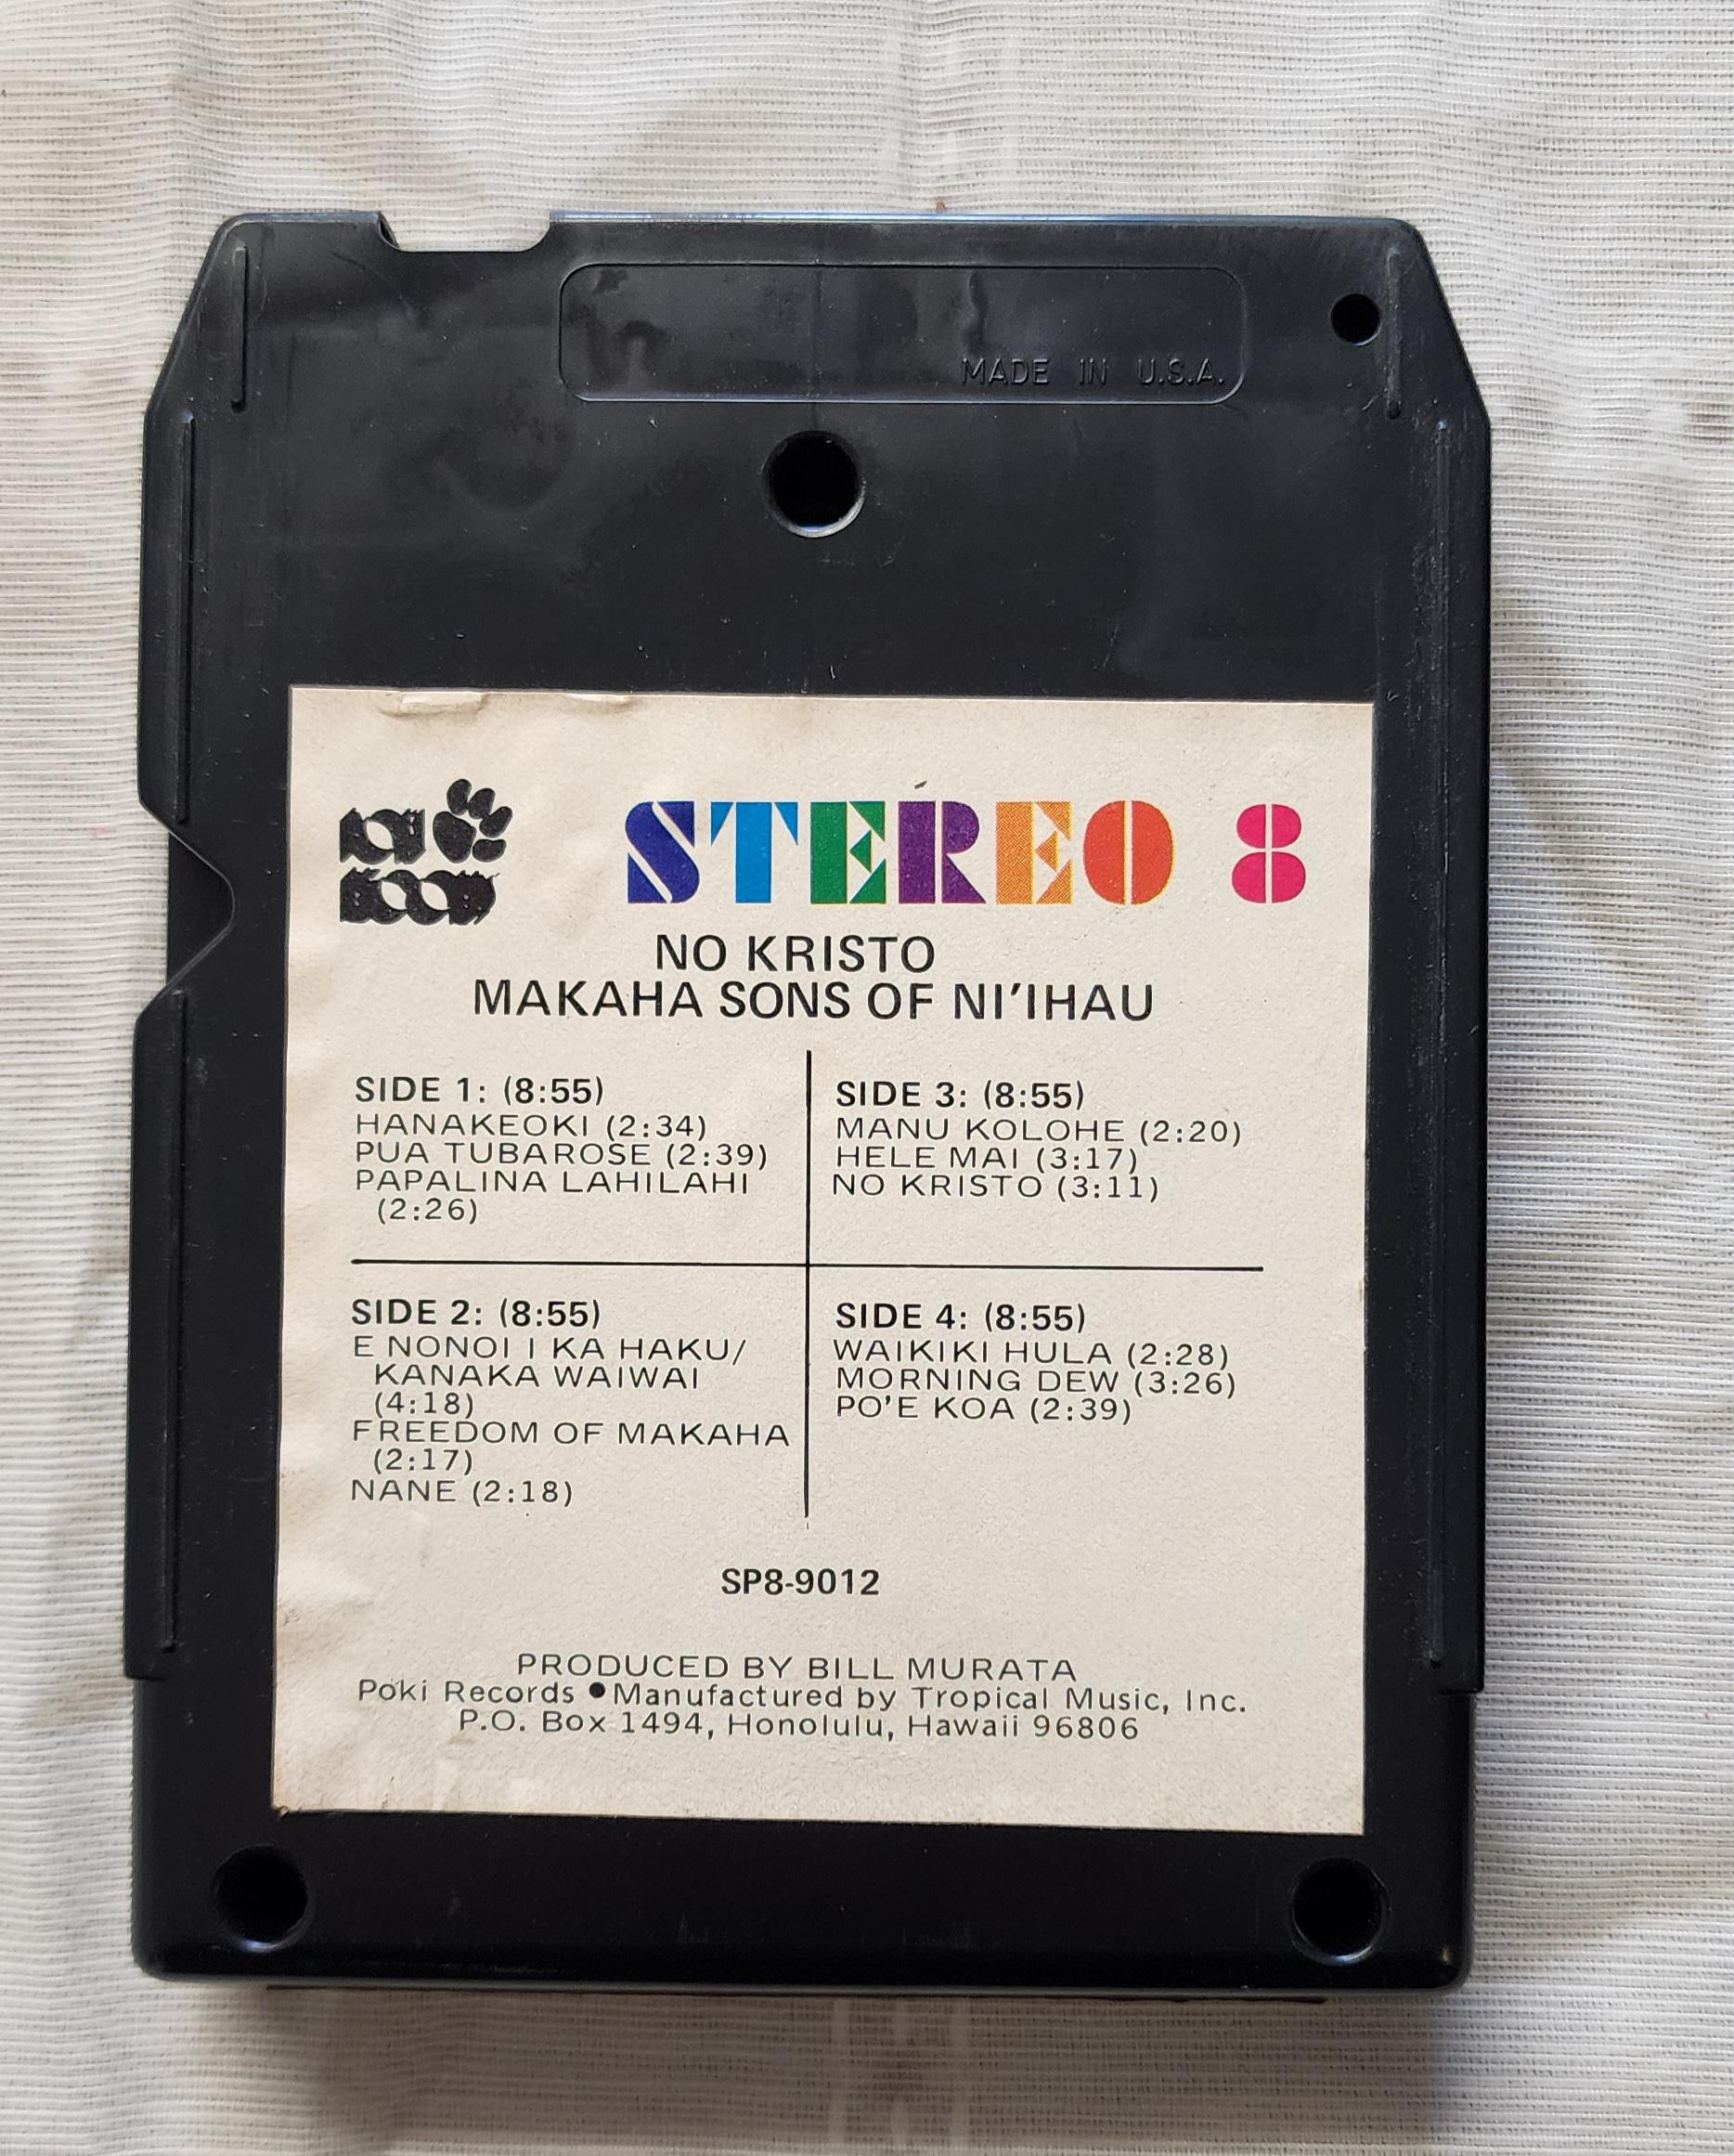 MADE IN U.S.A.
STEREO 8
NO KRISTO
MAKAHA SONS OF NI'IHAU
SIDE 1: (8:55)
HANAKEOKI (2:34)
PUA TUBAROSE (2:39)
PAPALINA LAHILAHI
(2:26)
SIDE 2: (8:55)
E NONOI I KA HAKU/
KANAKA WAIWAI
(4:18)
FREEDOM OF MAKAHA
(2:17)
NANE (2:18)
SIDE 3: (8:55)
MANU KOLOHE (2:20)
HELE MAI (3:17)
NO KRISTO (3:11)
SIDE 4: (8:55)
WAIKIKI HULA (2:28)
MORNING DEW (3:26)
PO'E KOA (2:39)
SP8-9012
PRODUCED BY BILL MURATA
Poki Records ● Manufactured by Tropical Music, Inc.
P.O. Box 1494, Honolulu, Hawaii 96806